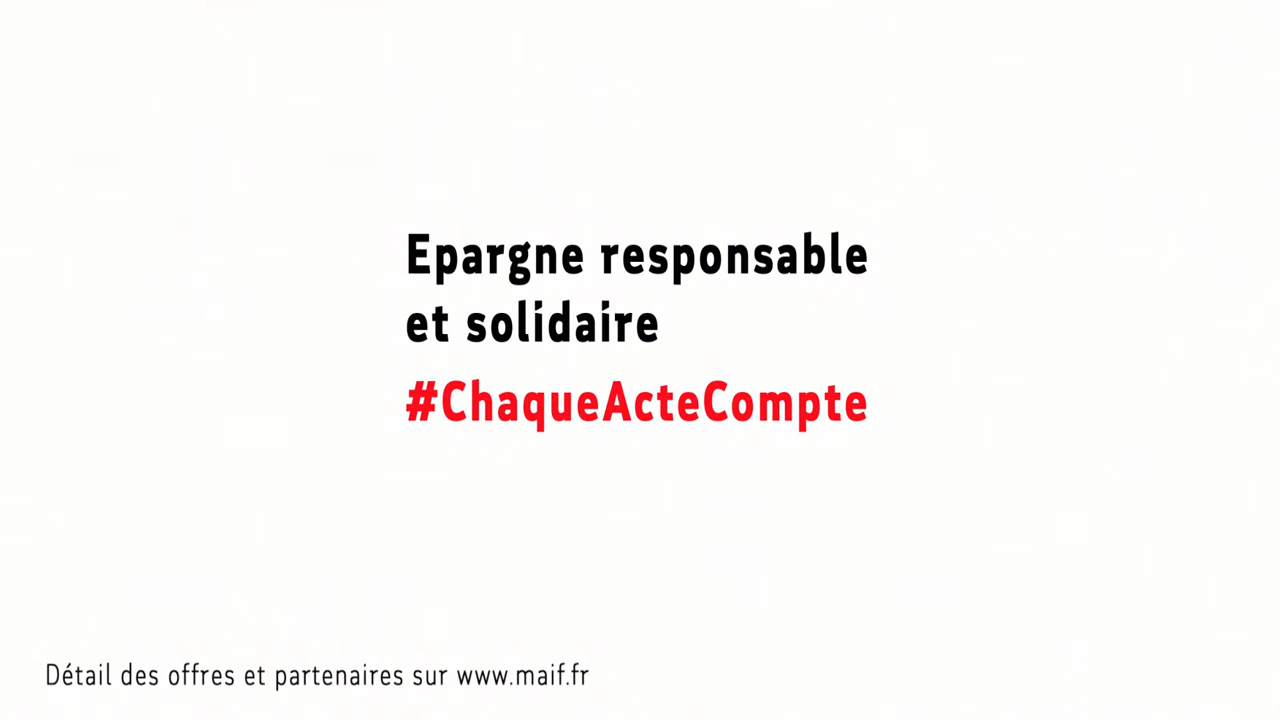 Epargne responsable
et solidaire
#ChaqueActeCompte
Détail des offres et partenaires sur www.maif.fr